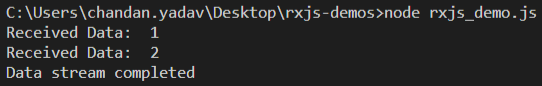 C:\Users\chandan.yadav\Desktop\rxjs-demos>node rxjs_demo.js
Received Data:  1
Received Data:  2
Data stream completed